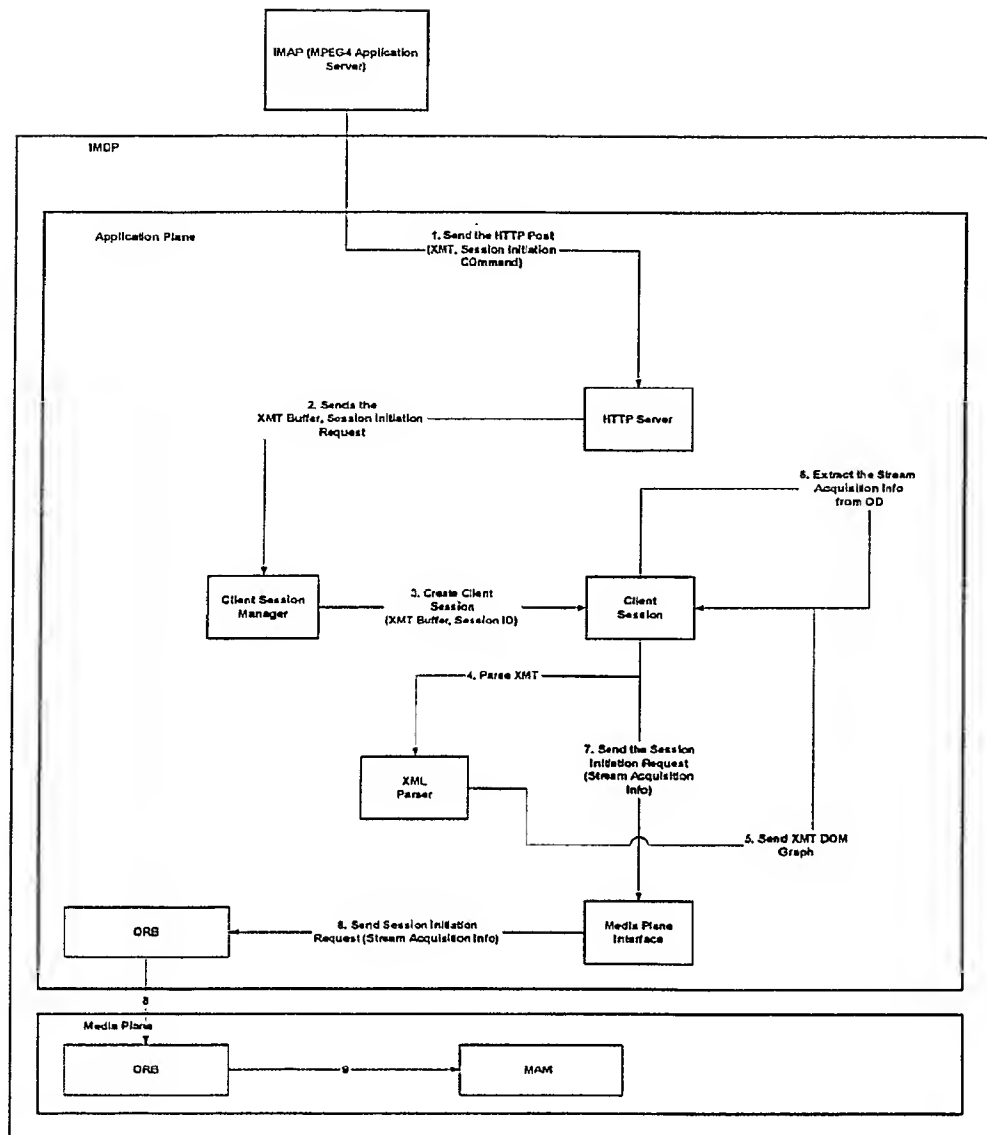 IMAP (MPEG4 Application
Server)
IMDP
Application Plane
1. Send the HTTP Post
(XMT, Session Initiation
COmmand)
2. Sends the
XMT Buffer, Session Initiation
Request
HTTP Server
6. Extract the Stream
Acquisition Info
from OD
Client Session
Manager
3. Create Client
Session
(XMT Buffer, Session ID)
Client
Session
4. Parse XMT
7. Send the Session
Initiation Request
(Stream Acquisition
Info)
XML
Parser
5. Send XMT DOM
Graph
ORB
8. Send Session Initiation
Request (Stream Acquisition Info)
Media Plane
Interface
8
Media Plane
ORB
9
MAM